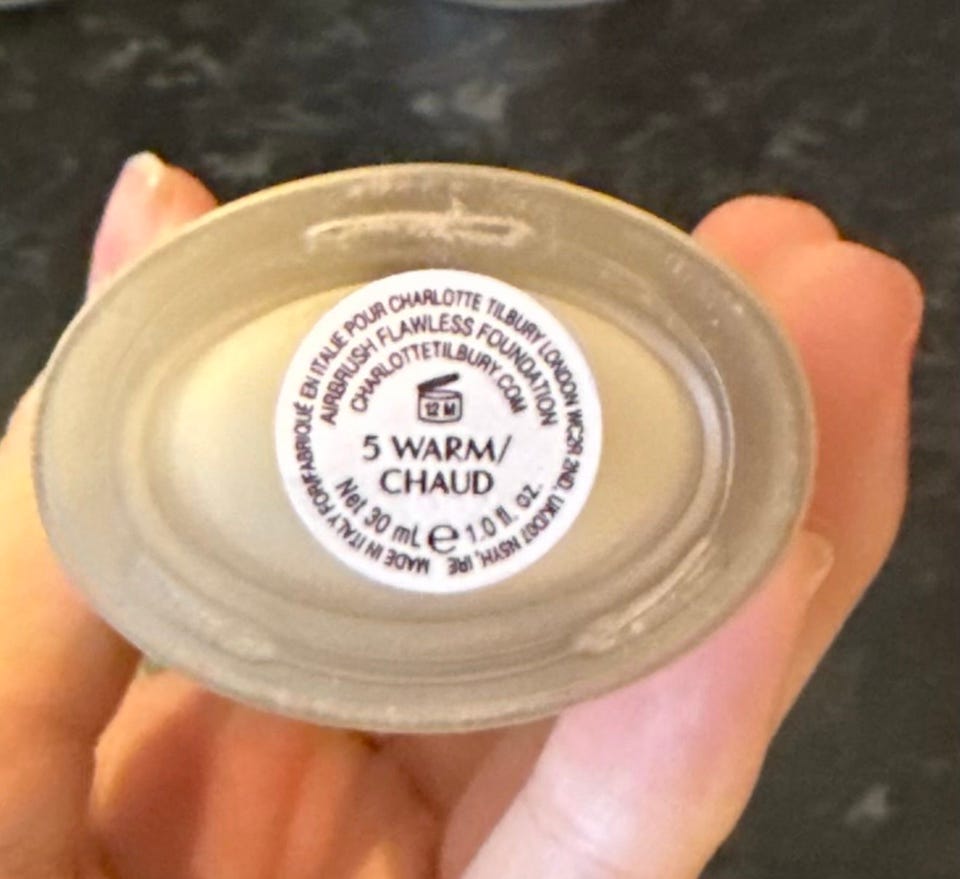 MADE IN ITALY FOR/FABRIQUÉ EN ITALIE POUR CHARLOTTE TILBURY LONDON WC2R 2ND, UK/D07 N5YH, IRE
AIRBRUSH FLAWLESS FOUNDATION
CHARLOTTETILBURY.COM
12 M
5 WARM/
CHAUD
Net 30 mL e 1.0 fl. oz.